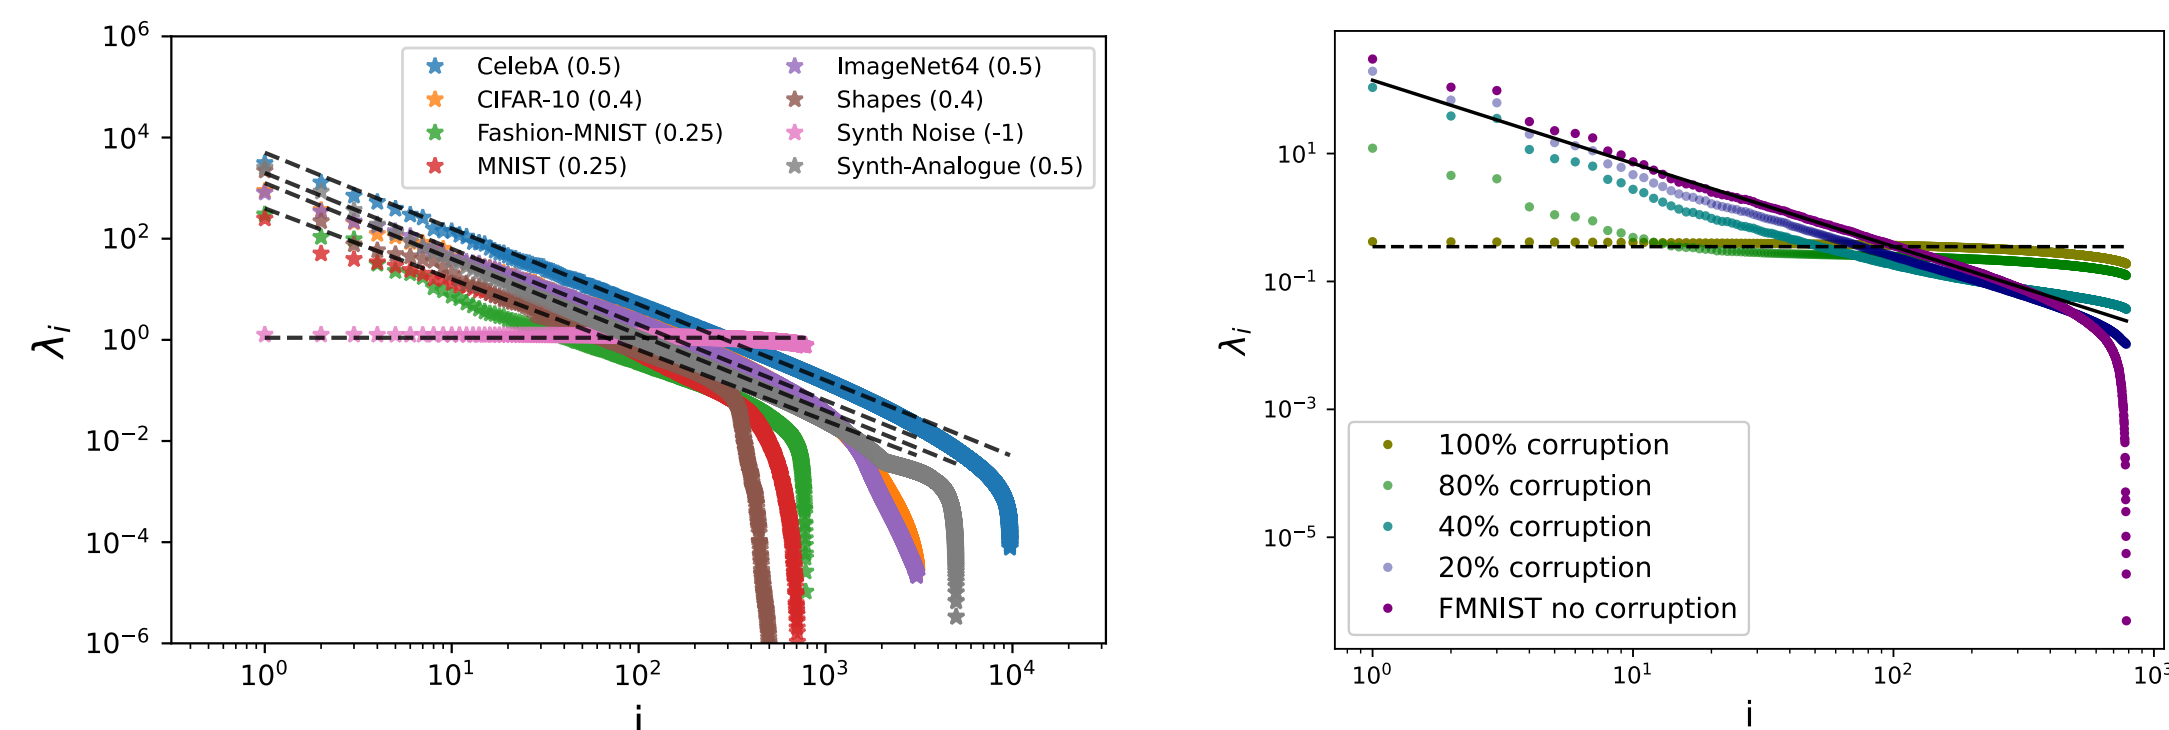 10^6
10^4
10^2
10^0
10^−2
10^−4
10^−6
λ_i
CelebA (0.5)
CIFAR-10 (0.4)
Fashion-MNIST (0.25)
MNIST (0.25)
ImageNet64 (0.5)
Shapes (0.4)
Synth Noise (-1)
Synth-Analogue (0.5)
10^0 10^1 10^2 10^3 10^4
i
10^1
10^−1
10^−3
10^−5
λ_i
100% corruption
80% corruption
40% corruption
20% corruption
FMNIST no corruption
10^0 10^1 10^2 10^3
i